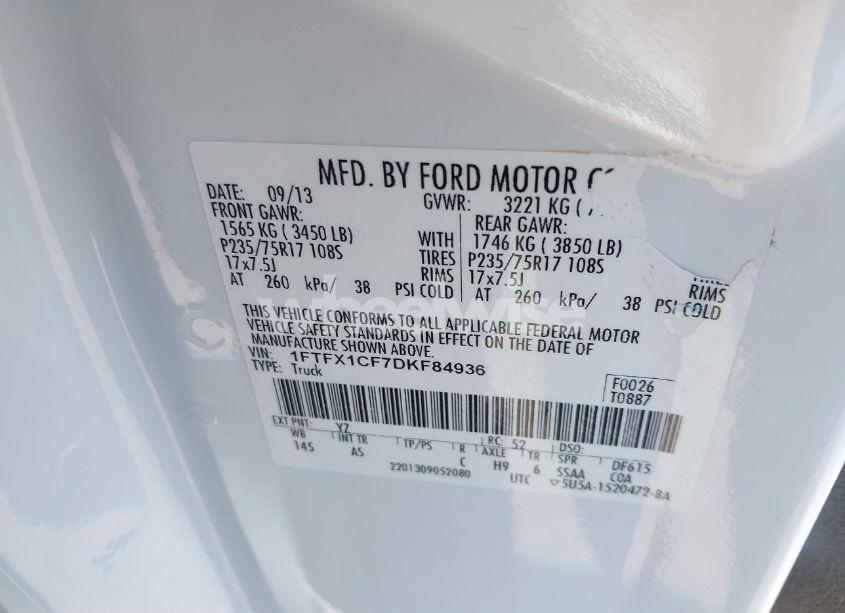 MFD. BY FORD MOTOR
DATE: 09/13 GVWR: 3221 KG (
FRONT GAWR: REAR GAWR:
1565 KG ( 3450 LB) WITH 1746 KG ( 3850 LB)
P235/75R17 108S TIRES P235/75R17 108S
17x7.5J RIMS 17x7.5J RIMS
AT 260 kPa/ 38 PSI COLD AT 260 kPa/ 38 PSI COLD
THIS VEHICLE CONFORMS TO ALL APPLICABLE FEDERAL MOTOR
VEHICLE SAFETY STANDARDS IN EFFECT ON THE DATE OF
MANUFACTURE SHOWN ABOVE.
VIN: 1FTFX1CF7DKF84936
TYPE: Truck
F0026
T0887
EXT PNT: YZ RC: 52 DSO:
WB INT TR TP/PS R AXLE TR SPR DF615
145 AS C H9 6 SSAA COA
2201309052080 UTC ▽5U5A-1520472-BA
wheelwise